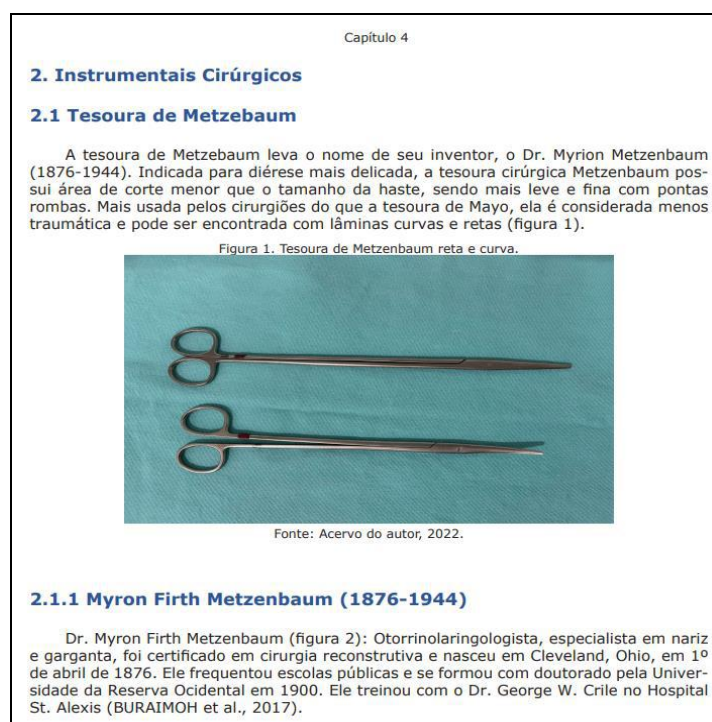 Capítulo 4
2. Instrumentais Cirúrgicos
2.1 Tesoura de Metzebaum
A tesoura de Metzebaum leva o nome de seu inventor, o Dr. Myrion Metzenbaum
(1876-1944). Indicada para diérese mais delicada, a tesoura cirúrgica Metzenbaum pos-
sui área de corte menor que o tamanho da haste, sendo mais leve e fina com pontas
rombas. Mais usada pelos cirurgiões do que a tesoura de Mayo, ela é considerada menos
traumática e pode ser encontrada com lâminas curvas e retas (figura 1).
Figura 1. Tesoura de Metzenbaum reta e curva.
Fonte: Acervo do autor, 2022.
2.1.1 Myron Firth Metzenbaum (1876-1944)
Dr. Myron Firth Metzenbaum (figura 2): Otorrinolaringologista, especialista em nariz
e garganta, foi certificado em cirurgia reconstrutiva e nasceu em Cleveland, Ohio, em 1º
de abril de 1876. Ele frequentou escolas públicas e se formou com doutorado pela Univer-
sidade da Reserva Ocidental em 1900. Ele treinou com o Dr. George W. Crile no Hospital
St. Alexis (BURAIMOH et al., 2017).